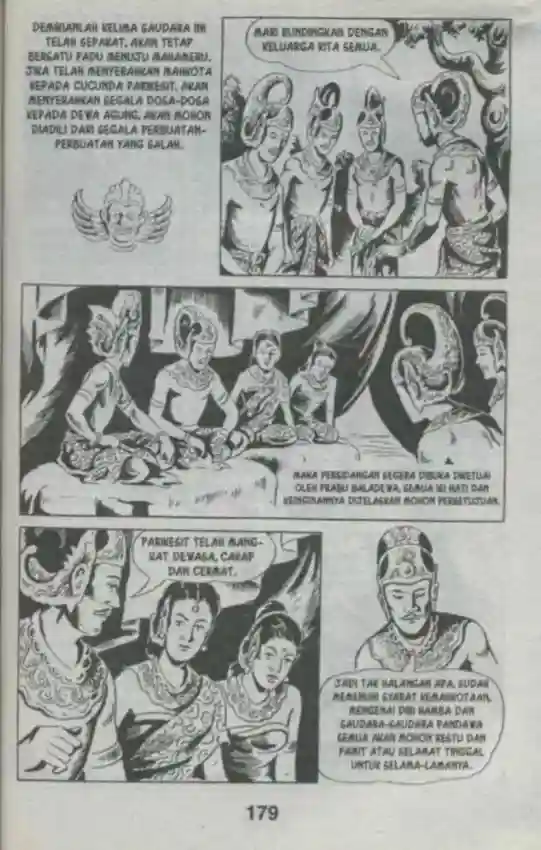 DEMIKIANLAH KELIMA SAUDARA INI
TELAH SEPAKAT, AKAN TETAP
BERSATU PADU MENUJU MAHAMERU.
JIKA TELAH MENYERAHKAN MAHKOTA
KEPADA CUCUNDA PARIKESIT, AKAN
MENYERAHKAN SEGALA DOSA-DOSA
KEPADA DEWA AGUNG, AKAN MOHON
DIADILI DARI SEGALA PERBUATAN-
PERBUATAN YANG SALAH.
MARI RUNDINGKAN DENGAN
KELUARGA KITA SEMUA.
MAKA PERSIDANGAN SEGERA DIBUKA DIKETUAI
OLEH PRABU BALADEWA, SEMUA ISI HATI DAN
KEINGINANNYA DIJELASKAN MOHON PERSETUJUAN.
PARIKESIT TELAH MANG-
KAT DEWASA, CAKAP
DAN CERMAT.
JADI TAK HALANGAN APA, SUDAH
MEMENUHI SYARAT KEMAHKOTAAN,
MENGENAI DIRI HAMBA DAN
SAUDARA-SAUDARA PANDAWA
SEMUA AKAN MOHON RESTU DAN
PAMIT ATAU SELAMAT TINGGAL
UNTUK SELAMA-LAMANYA.
179